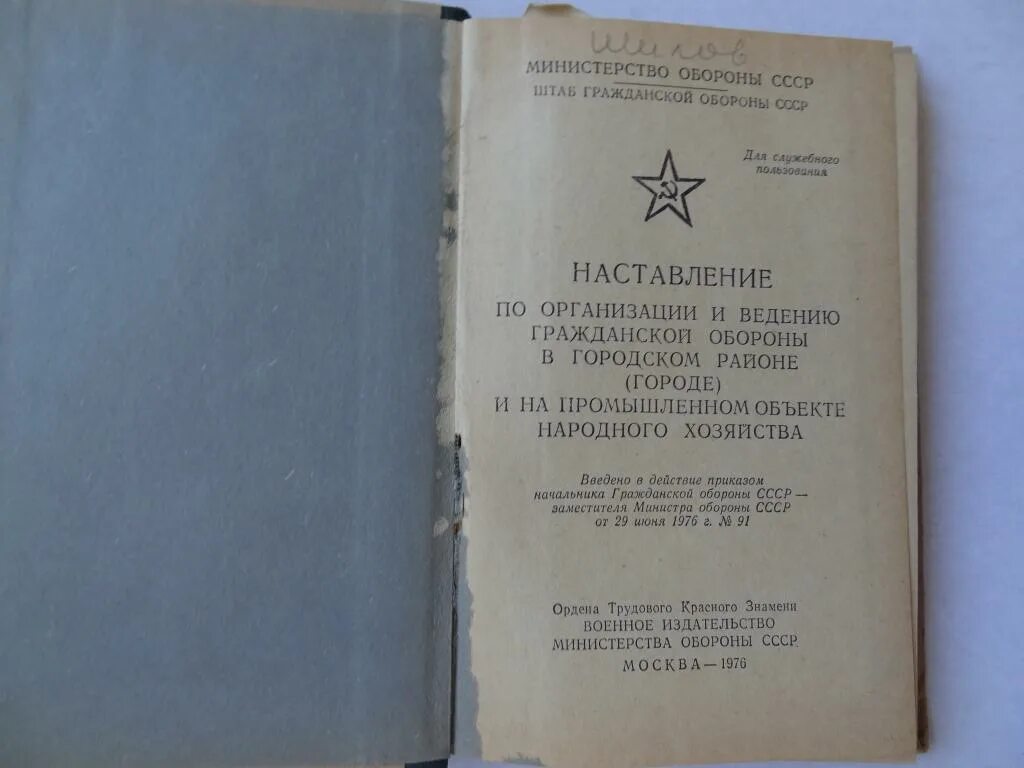 Шилов
МИНИСТЕРСТВО ОБОРОНЫ СССР
ШТАБ ГРАЖДАНСКОЙ ОБОРОНЫ СССР
Для служебного
пользования
НАСТАВЛЕНИЕ
ПО ОРГАНИЗАЦИИ И ВЕДЕНИЮ
ГРАЖДАНСКОЙ ОБОРОНЫ
В ГОРОДСКОМ РАЙОНЕ
(ГОРОДЕ)
И НА ПРОМЫШЛЕННОМ ОБЪЕКТЕ
НАРОДНОГО ХОЗЯЙСТВА
Введено в действие приказом
начальника Гражданской обороны СССР —
заместителя Министра обороны СССР
от 29 июня 1976 г. № 91
Ордена Трудового Красного Знамени
ВОЕННОЕ ИЗДАТЕЛЬСТВО
МИНИСТЕРСТВА ОБОРОНЫ СССР
МОСКВА — 1976